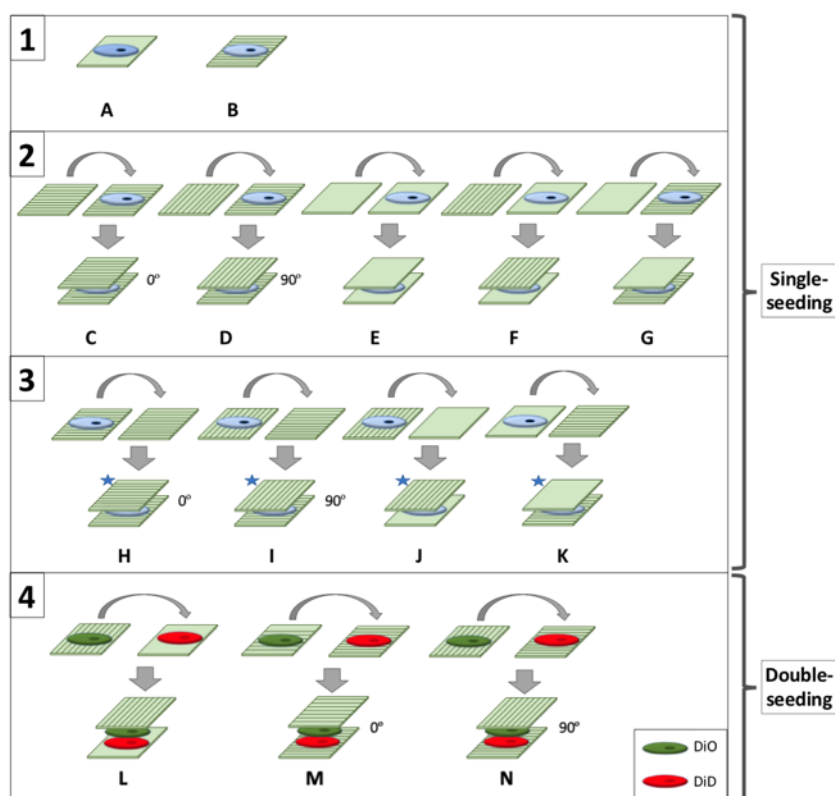 1
A B
2
0º 90º
C D E F G
Single-
seeding
3
0º 90º
H I J K
4
0º 90º
L M N
Double-
seeding
DiO
DiD